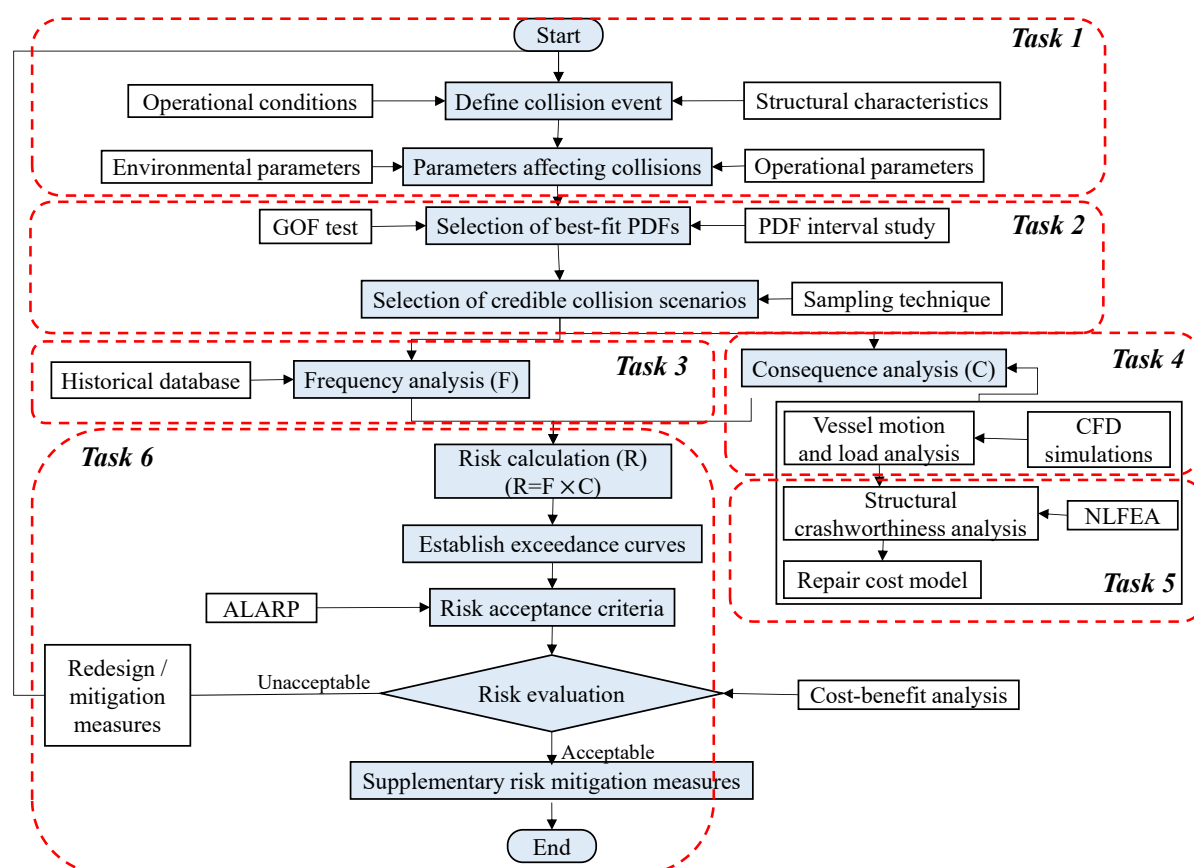 Start
Task 1
Operational conditions
Define collision event
Structural characteristics
Environmental parameters
Parameters affecting collisions
Operational parameters
GOF test
Selection of best-fit PDFs
PDF interval study
Task 2
Selection of credible collision scenarios
Sampling technique
Historical database
Frequency analysis (F)
Task 3
Consequence analysis (C)
Task 4
Vessel motion
and load analysis
CFD
simulations
Task 6
Risk calculation (R)
(R=F×C)
Structural
crashworthiness analysis
NLFEA
Establish exceedance curves
Repair cost model
Task 5
ALARP
Risk acceptance criteria
Redesign /
mitigation
measures
Unacceptable
Risk evaluation
Cost-benefit analysis
Acceptable
Supplementary risk mitigation measures
End